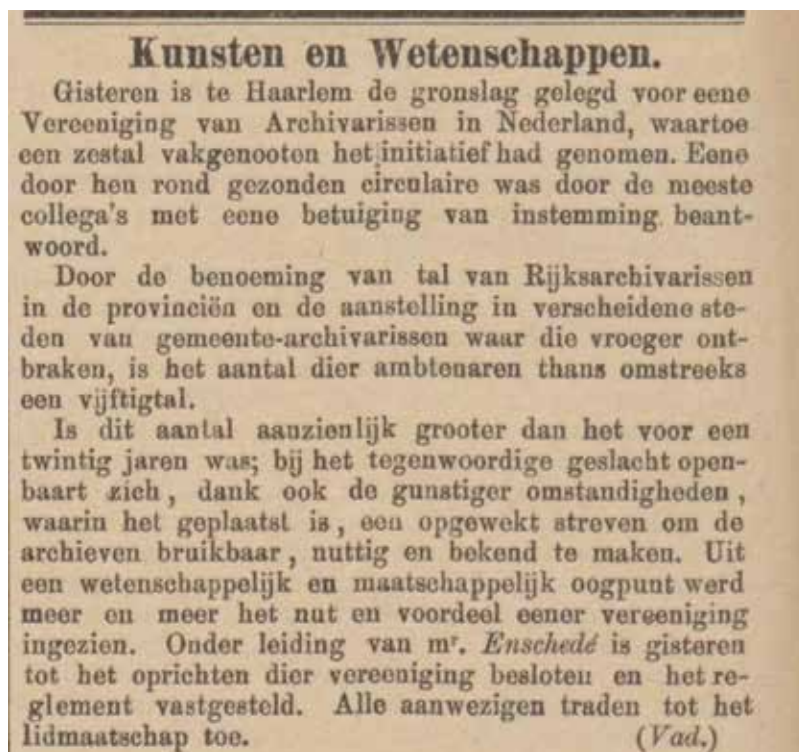 Kunsten en Wetenschappen.
Gisteren is te Haarlem de gronslag gelegd voor eene
Vereeniging van Archivarissen in Nederland, waartoe
een zestal vakgenooten het initiatief had genomen. Eene
door hen rond gezonden circulaire was door de meeste
collega's met eene betuiging van instemming beant-
woord.
Door de benoeming van tal van Rijksarchivarissen
in de provinciën en de aanstelling in verscheidene ste-
den van gemeente-archivarissen waar die vroeger ont-
braken, is het aantal dier ambtenaren thans omstreeks
een vijftigtal.
Is dit aantal aanzienlijk grooter dan het voor een
twintig jaren was; bij het tegenwoordige geslacht open-
baart zich, dank ook de gunstiger omstandigheden,
waarin het geplaatst is, een opgewekt streven om de
archieven bruikbaar, nuttig en bekend te maken. Uit
een wetenschappelijk en maatschappelijk oogpunt werd
meer en meer het nut en voordeel eener vereeniging
ingezien. Onder leiding van mr. Enschedé is gisteren
tot het oprichten dier vereeniging besloten en het re-
glement vastgesteld. Alle aanwezigen traden tot het
lidmaatschap toe. (Vad.)